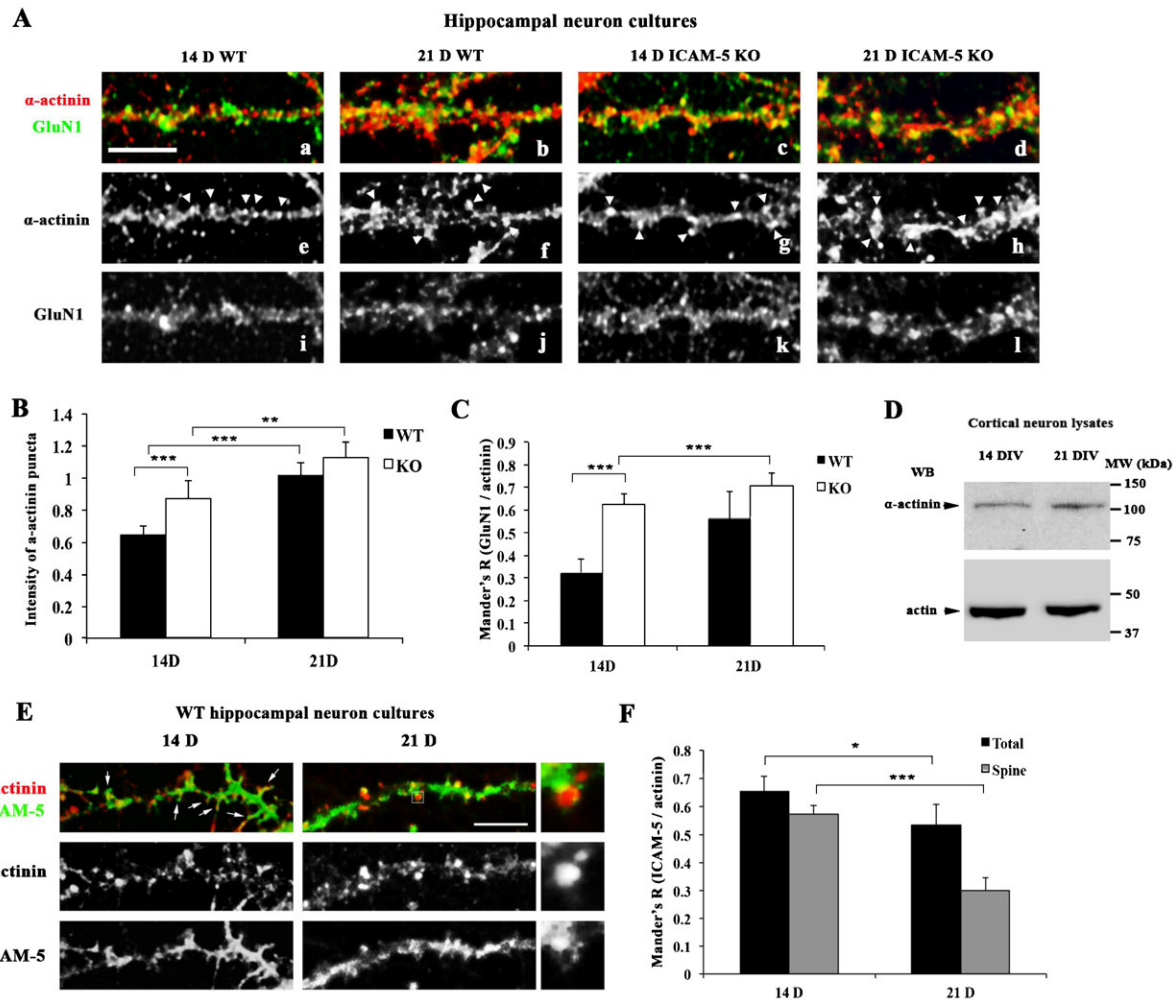 A
Hippocampal neuron cultures
14 D WT 21 D WT 14 D ICAM-5 KO 21 D ICAM-5 KO
α-actinin
GluN1
a b c d
α-actinin
e f g h
GluN1
i j k l
B
Intensity of a-actinin puncta
1.4
1.2
1
0.8
0.6
0.4
0.2
0
***
***
**
WT
KO
14D 21D
C
Mander's R (GluN1 / actinin)
0.9
0.8
0.7
0.6
0.5
0.4
0.3
0.2
0.1
0
***
***
WT
KO
14D 21D
D
Cortical neuron lysates
14 DIV 21 DIV MW (kDa)
WB
α-actinin
150
100
75
actin
50
37
E
WT hippocampal neuron cultures
14 D 21 D
ctinin
AM-5
ctinin
AM-5
F
Mander's R (ICAM-5 / actinin)
0.8
0.7
0.6
0.5
0.4
0.3
0.2
0.1
0
*
***
Total
Spine
14 D 21 D